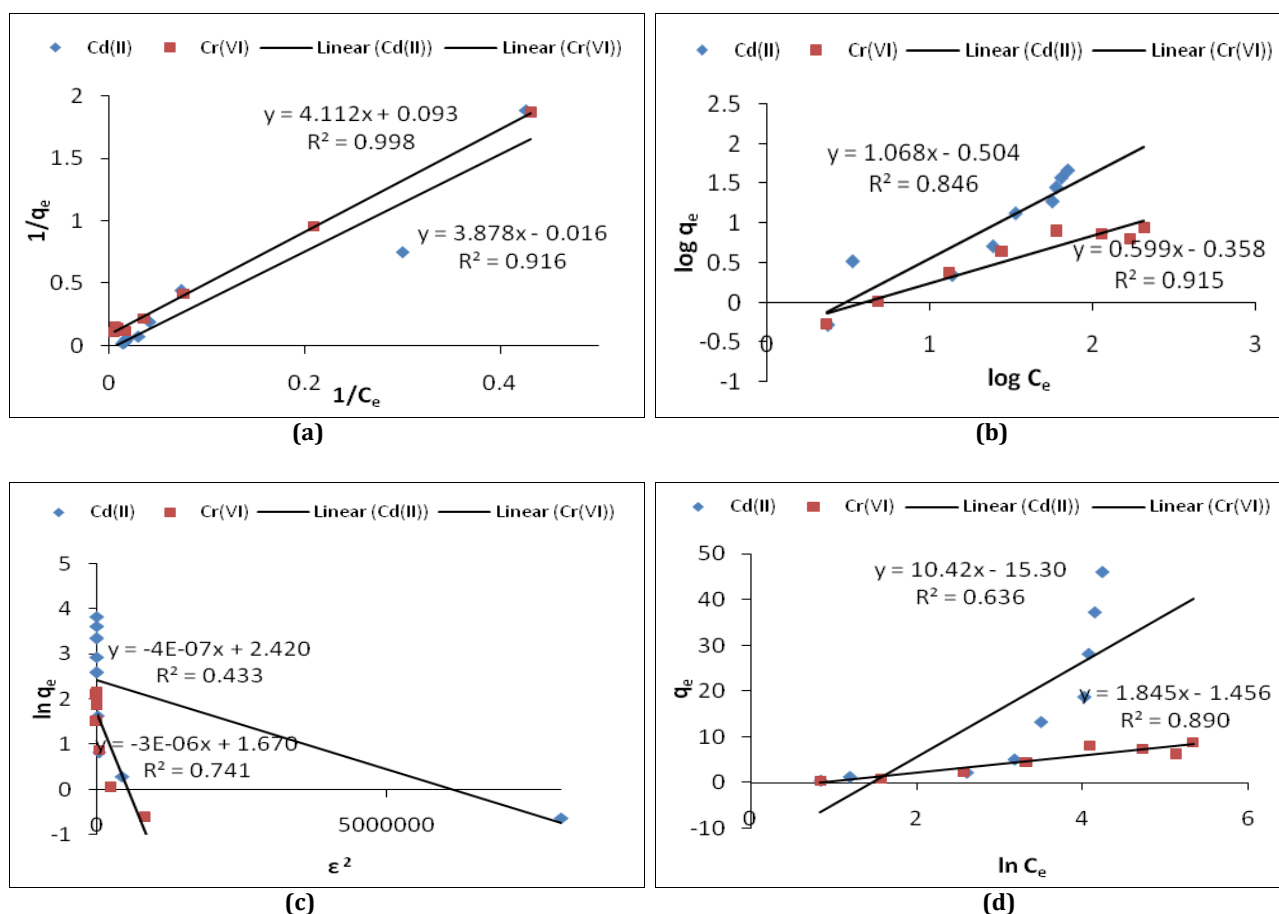 Cd(II) Cr(VI) Linear (Cd(II)) Linear (Cr(VI))
2
1.5
1
0.5
0
0 0.2 0.4
1/qe
1/Ce
y = 4.112x + 0.093
R² = 0.998
y = 3.878x - 0.016
R² = 0.916
(a)
Cd(II) Cr(VI) Linear (Cd(II)) Linear (Cr(VI))
2.5
2
1.5
1
0.5
0
-0.5
-1
0 1 2 3
log qe
log Ce
y = 1.068x - 0.504
R² = 0.846
y = 0.599x - 0.358
R² = 0.915
(b)
Cd(II) Cr(VI) Linear (Cd(II)) Linear (Cr(VI))
5
4
3
2
1
0
-1
0 5000000
ln qe
ε²
y = -4E-07x + 2.420
R² = 0.433
y = -3E-06x + 1.670
R² = 0.741
(c)
Cd(II) Cr(VI) Linear (Cd(II)) Linear (Cr(VI))
50
40
30
20
10
0
-10
0 2 4 6
qe
ln Ce
y = 10.42x - 15.30
R² = 0.636
y = 1.845x - 1.456
R² = 0.890
(d)